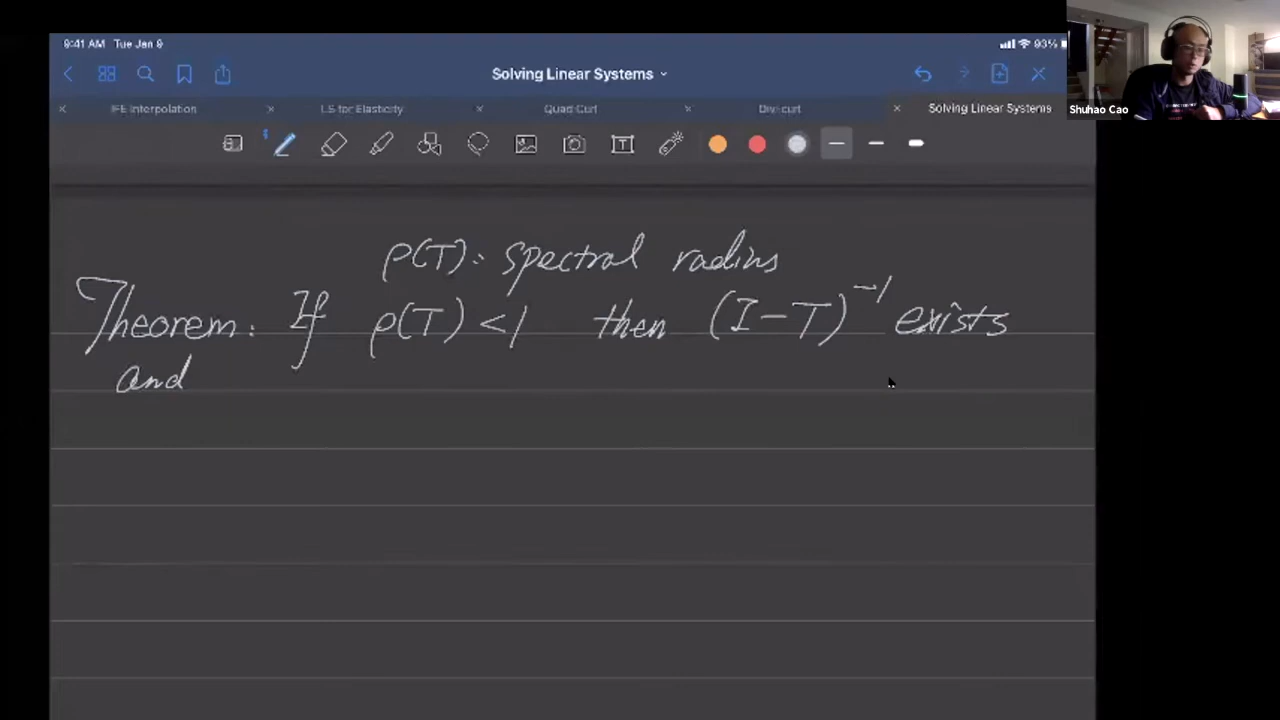 9:41 AM Tue Jan 9
93%
Solving Linear Systems
IFE Interpolation
LS for Elasticity
Quad Curl
Div-curl
Solving Linear Systems
Shuhao Cao
ρ(T): spectral radius
Theorem: If ρ(T) < 1 then (I-T)^{-1} exists
and